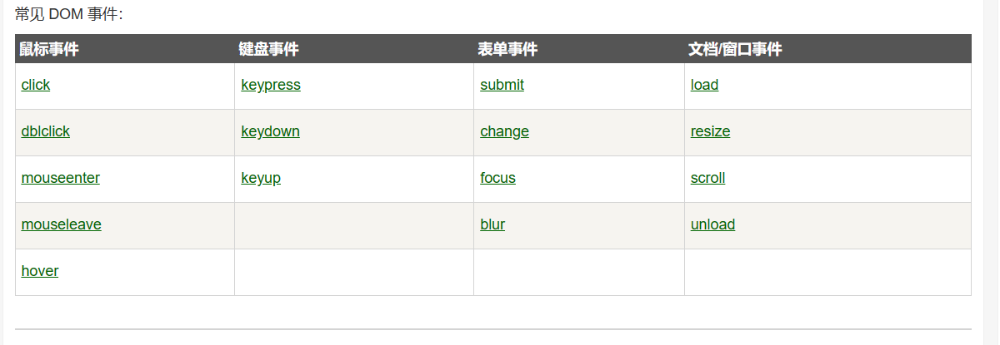 常见 DOM 事件：
鼠标事件 键盘事件 表单事件 文档/窗口事件
click keypress submit load
dblclick keydown change resize
mouseenter keyup focus scroll
mouseleave blur unload
hover